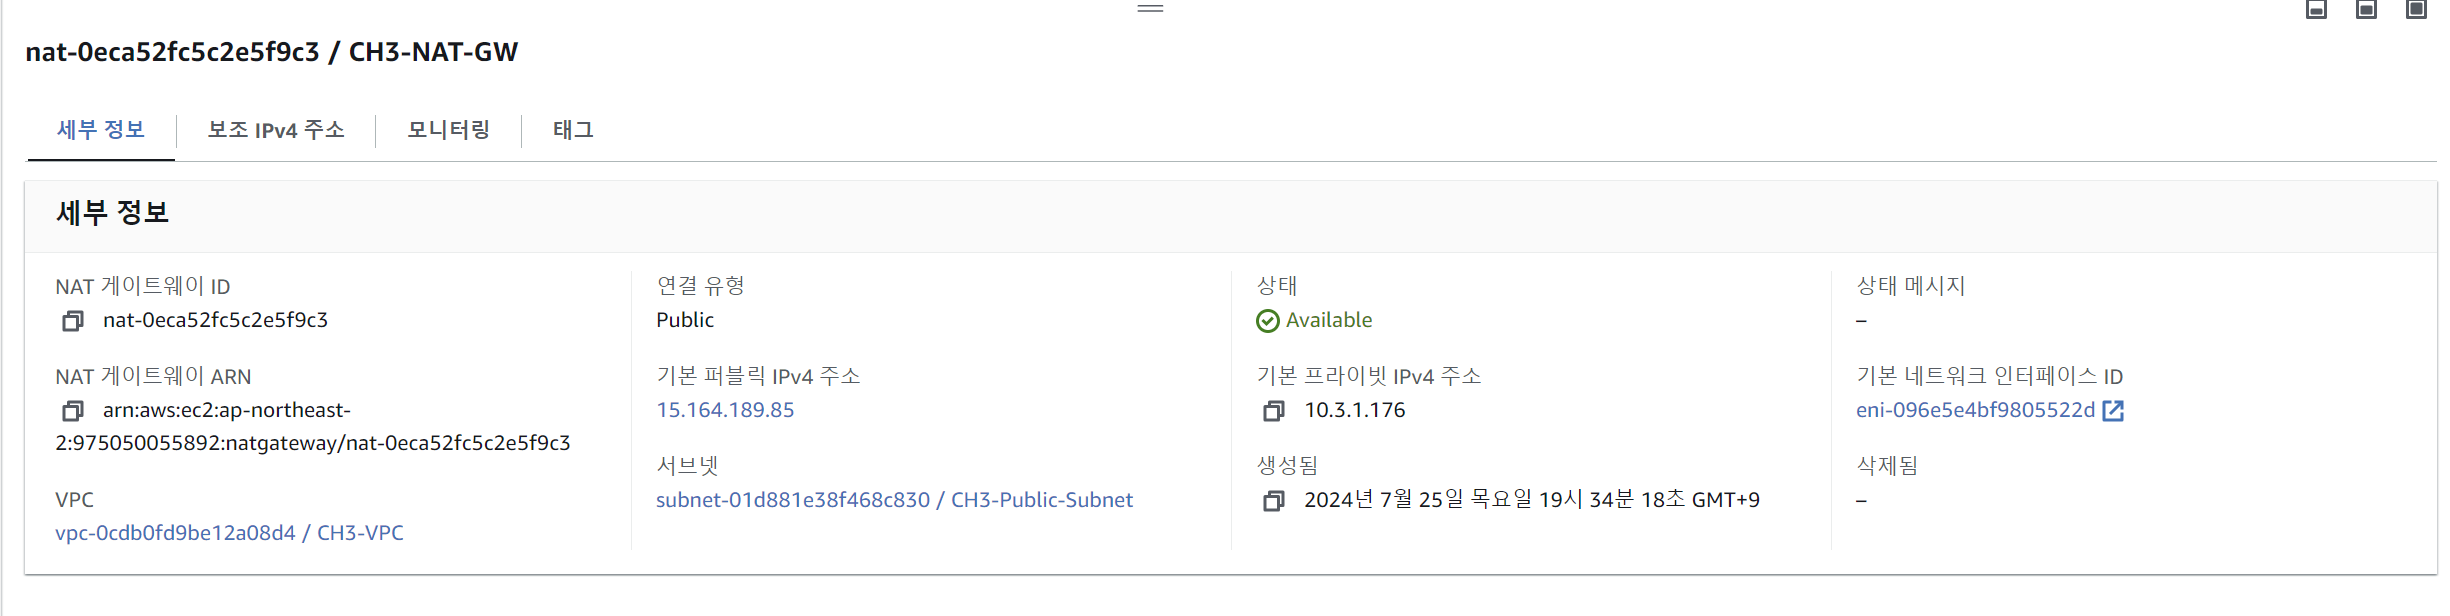 nat-0eca52fc5c2e5f9c3 / CH3-NAT-GW
세부 정보
보조 IPv4 주소
모니터링
태그
세부 정보
NAT 게이트웨이 ID
nat-0eca52fc5c2e5f9c3
NAT 게이트웨이 ARN
arn:aws:ec2:ap-northeast-
2:975050055892:natgateway/nat-0eca52fc5c2e5f9c3
VPC
vpc-0cdb0fd9be12a08d4 / CH3-VPC
연결 유형
Public
기본 퍼블릭 IPv4 주소
15.164.189.85
서브넷
subnet-01d881e38f468c830 / CH3-Public-Subnet
상태
Available
기본 프라이빗 IPv4 주소
10.3.1.176
생성됨
2024년 7월 25일 목요일 19시 34분 18초 GMT+9
상태 메시지
–
기본 네트워크 인터페이스 ID
eni-096e5e4bf9805522d
삭제됨
–